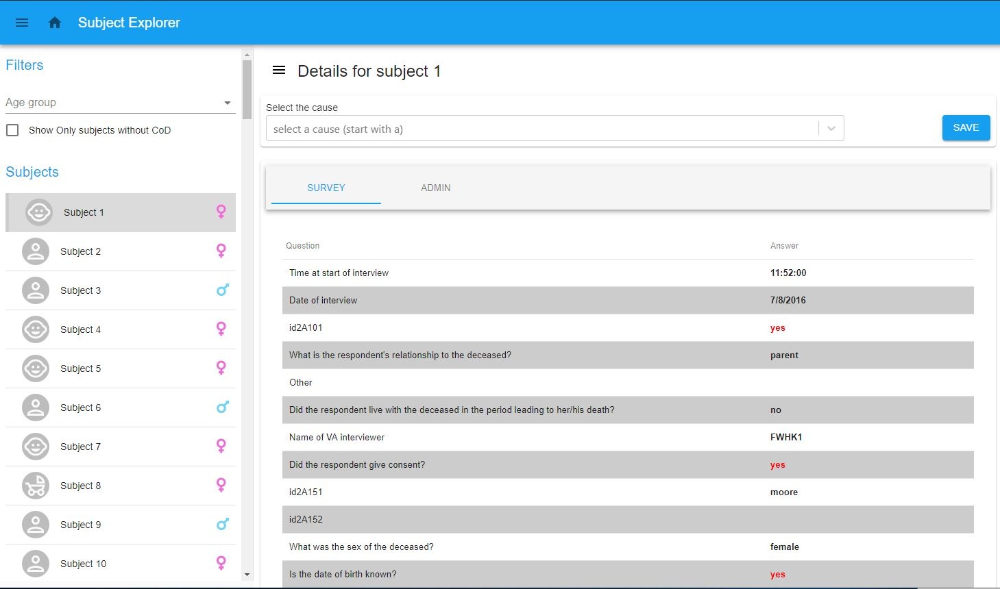 Subject Explorer
Filters
Age group
Show Only subjects without CoD
Subjects
Subject 1
Subject 2
Subject 3
Subject 4
Subject 5
Subject 6
Subject 7
Subject 8
Subject 9
Subject 10
Details for subject 1
Select the cause
select a cause (start with a)
SAVE
SURVEY ADMIN
Question Answer
Time at start of interview 11:52:00
Date of interview 7/8/2016
id2A101 yes
What is the respondent's relationship to the deceased? parent
Other
Did the respondent live with the deceased in the period leading to her/his death? no
Name of VA interviewer FWHK1
Did the respondent give consent? yes
id2A151 moore
id2A152
What was the sex of the deceased? female
Is the date of birth known? yes